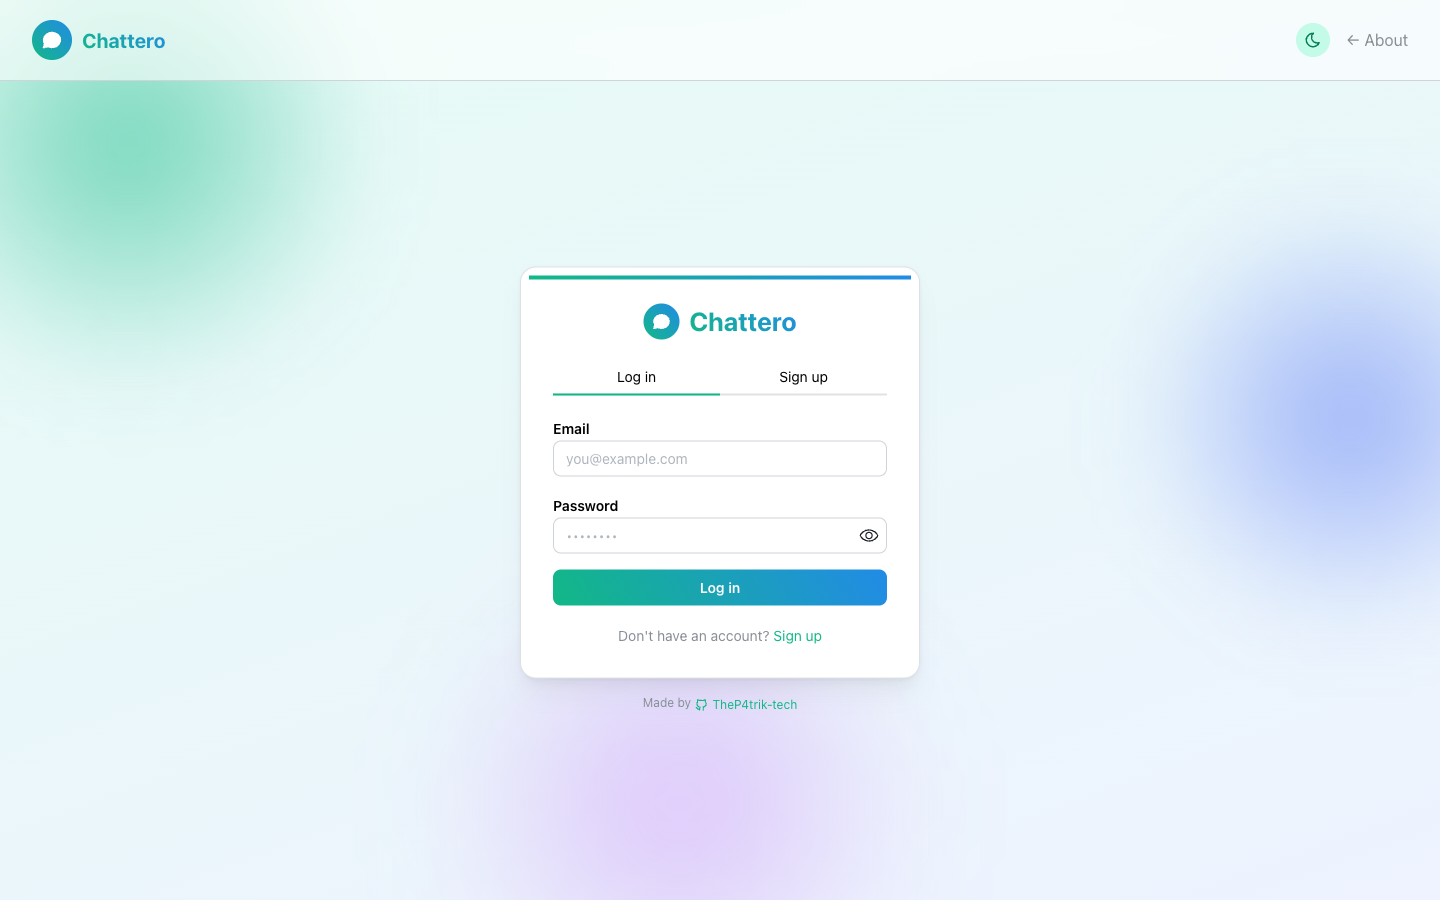 Chattero
← About
Chattero
Log in
Sign up
Email
you@example.com
Password
••••••••
Log in
Don't have an account? Sign up
Made by TheP4trik-tech